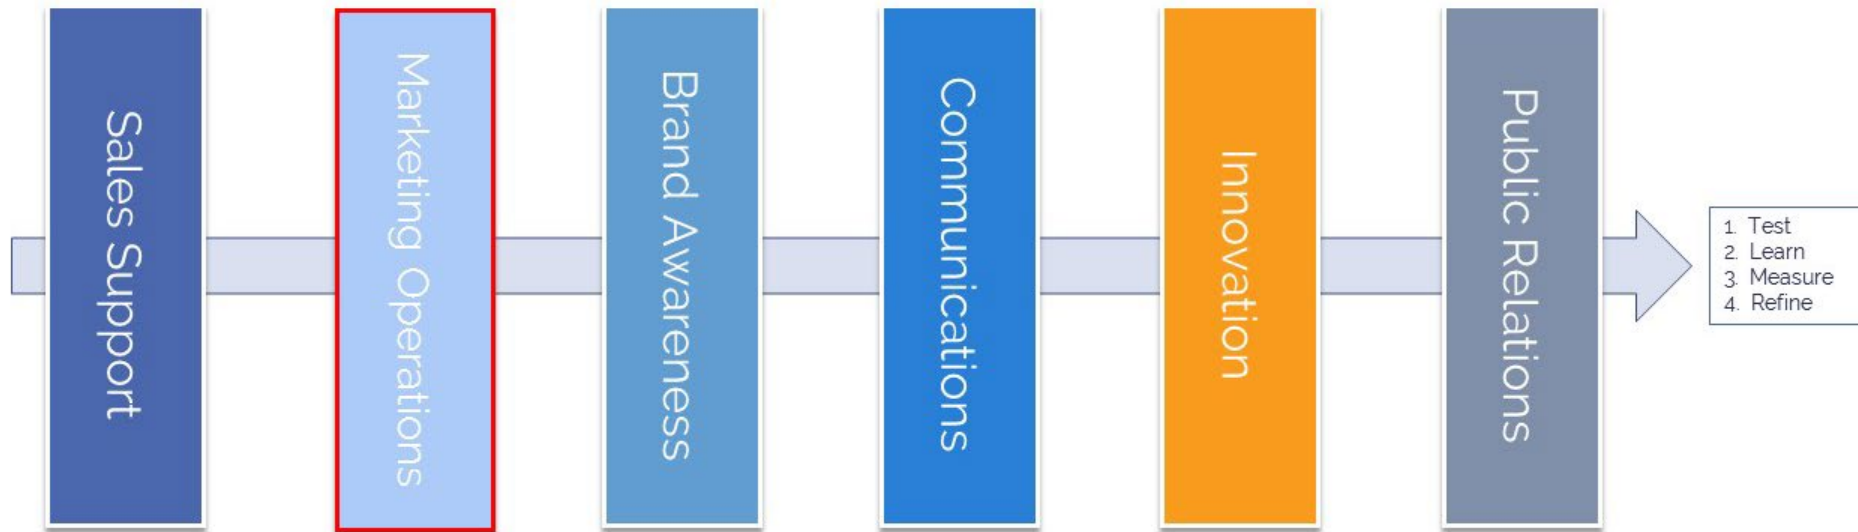 Sales Support
Marketing Operations
Brand Awareness
Communications
Innovation
Public Relations
1. Test
2. Learn
3. Measure
4. Refine